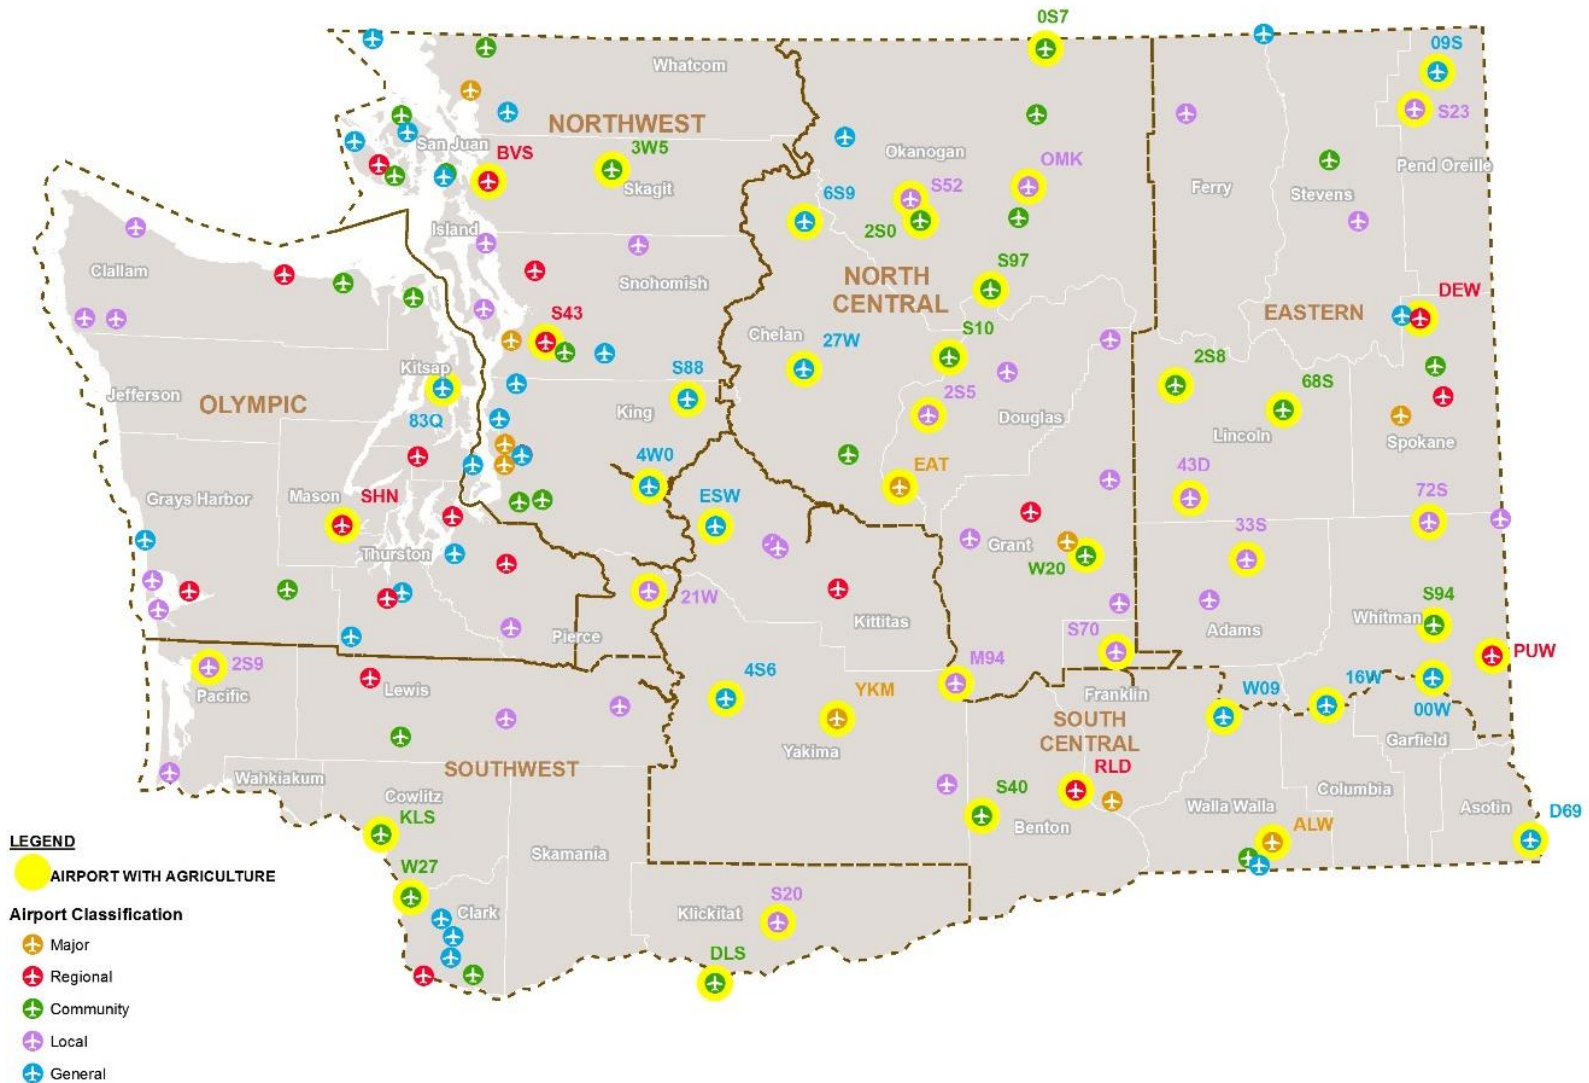 0S7
09S
Whatcom
S23
NORTHWEST
San Juan
BVS
3W5
Okanogan
OMK
Pend Oreille
Skagit
6S9
S52
Ferry
Stevens
Island
2S0
Clallam
S97
NORTH
CENTRAL
Snohomish
DEW
S43
S10
EASTERN
Chelan
27W
2S8
Kitsap
S88
68S
Jefferson
OLYMPIC
King
2S5
Douglas
83Q
Lincoln
Spokane
4W0
EAT
43D
Grays Harbor
Mason
SHN
ESW
72S
Thurston
Grant
33S
W20
21W
S94
Pierce
Kittitas
S70
Adams
Whitman
PUW
2S9
Pacific
Lewis
4S6
YKM
M94
Franklin
W09
16W
00W
SOUTH
CENTRAL
Garfield
Yakima
SOUTHWEST
RLD
Wahkiakum
Cowlitz
S40
Walla Walla
Columbia
Asotin
KLS
Benton
ALW
D69
Skamania
W27
Clark
Klickitat
S20
DLS
LEGEND
AIRPORT WITH AGRICULTURE
Airport Classification
Major
Regional
Community
Local
General